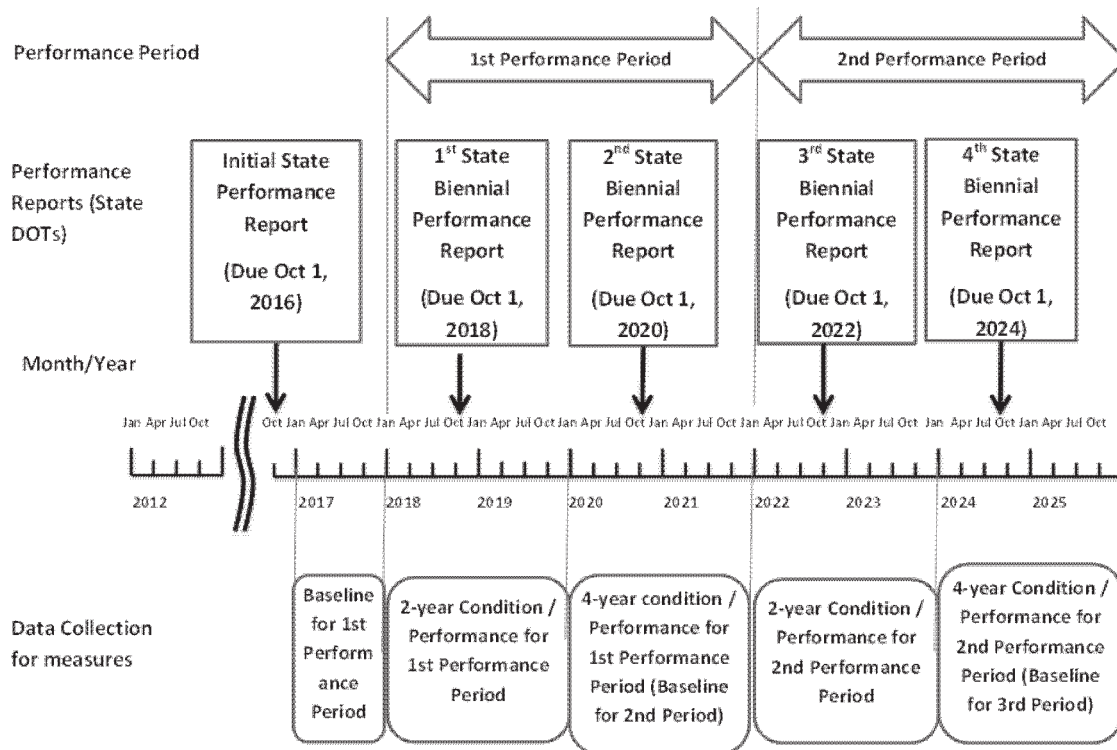 Performance Period
1st Performance Period
2nd Performance Period
Performance
Reports (State
DOTs)
Initial State
Performance
Report
(Due Oct 1,
2016)
1st State
Biennial
Performance
Report
(Due Oct 1,
2018)
2nd State
Biennial
Performance
Report
(Due Oct 1,
2020)
3rd State
Biennial
Performance
Report
(Due Oct 1,
2022)
4th State
Biennial
Performance
Report
(Due Oct 1,
2024)
Month/Year
Jan Apr Jul Oct Oct Jan Apr Jul Oct Jan Apr Jul Oct Jan Apr Jul Oct Jan Apr Jul Oct Jan Apr Jul Oct Jan Apr Jul Oct Jan Apr Jul Oct Jan Apr Jul Oct Jan Apr Jul Oct
2012 2017 2018 2019 2020 2021 2022 2023 2024 2025
Data Collection
for measures
Baseline
for 1st
Perform
ance
Period
2-year Condition /
Performance for
1st Performance
Period
4-year condition /
Performance for
1st Performance
Period (Baseline
for 2nd Period)
2-year Condition /
Performance for
2nd Performance
Period
4-year Condition /
Performance for
2nd Performance
Period (Baseline
for 3rd Period)